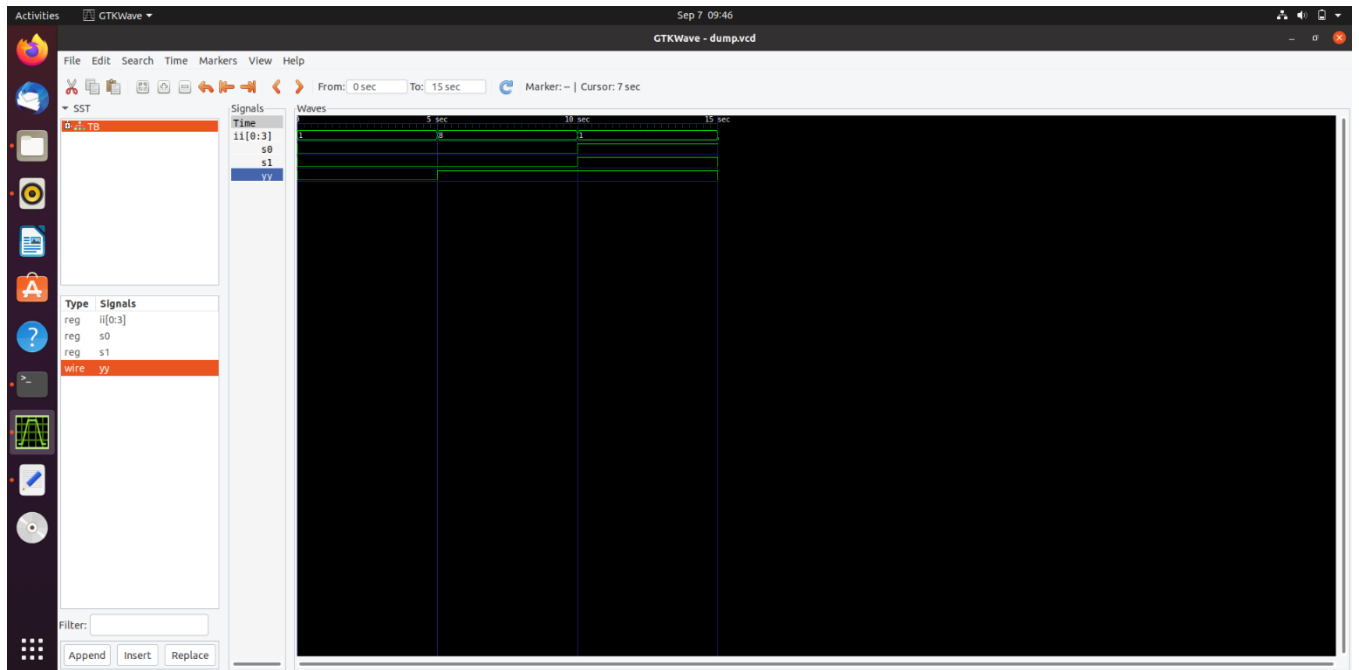 Activities GTKWave Sep 7 09:46
GTKWave - dump.vcd
File Edit Search Time Markers View Help
From: 0 sec To: 15 sec Marker: -- | Cursor: 7 sec
SST
TB
Type Signals
reg ii[0:3]
reg s0
reg s1
wire yy
Filter:
Append Insert Replace
Signals
Time
ii[0:3]
s0
s1
yy
Waves
5 sec 10 sec 15 sec
1 8 1